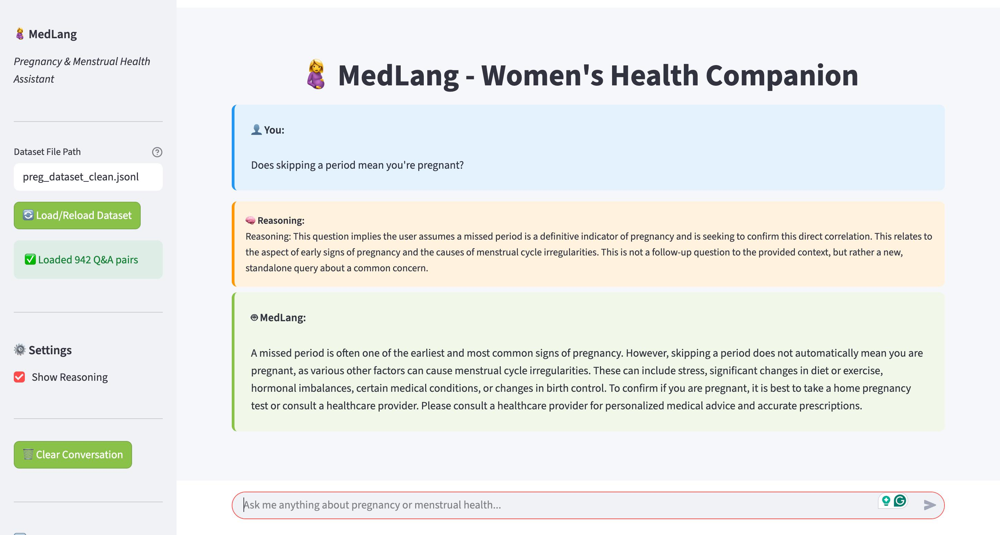 MedLang
Pregnancy & Menstrual Health
Assistant
Dataset File Path
preg_dataset_clean.jsonl
Load/Reload Dataset
Loaded 942 Q&A pairs
Settings
Show Reasoning
Clear Conversation
MedLang - Women's Health Companion
You:
Does skipping a period mean you're pregnant?
Reasoning:
Reasoning: This question implies the user assumes a missed period is a definitive indicator of pregnancy and is seeking to confirm this direct correlation. This relates to
the aspect of early signs of pregnancy and the causes of menstrual cycle irregularities. This is not a follow-up question to the provided context, but rather a new,
standalone query about a common concern.
MedLang:
A missed period is often one of the earliest and most common signs of pregnancy. However, skipping a period does not automatically mean you are
pregnant, as various other factors can cause menstrual cycle irregularities. These can include stress, significant changes in diet or exercise,
hormonal imbalances, certain medical conditions, or changes in birth control. To confirm if you are pregnant, it is best to take a home pregnancy
test or consult a healthcare provider. Please consult a healthcare provider for personalized medical advice and accurate prescriptions.
Ask me anything about pregnancy or menstrual health...